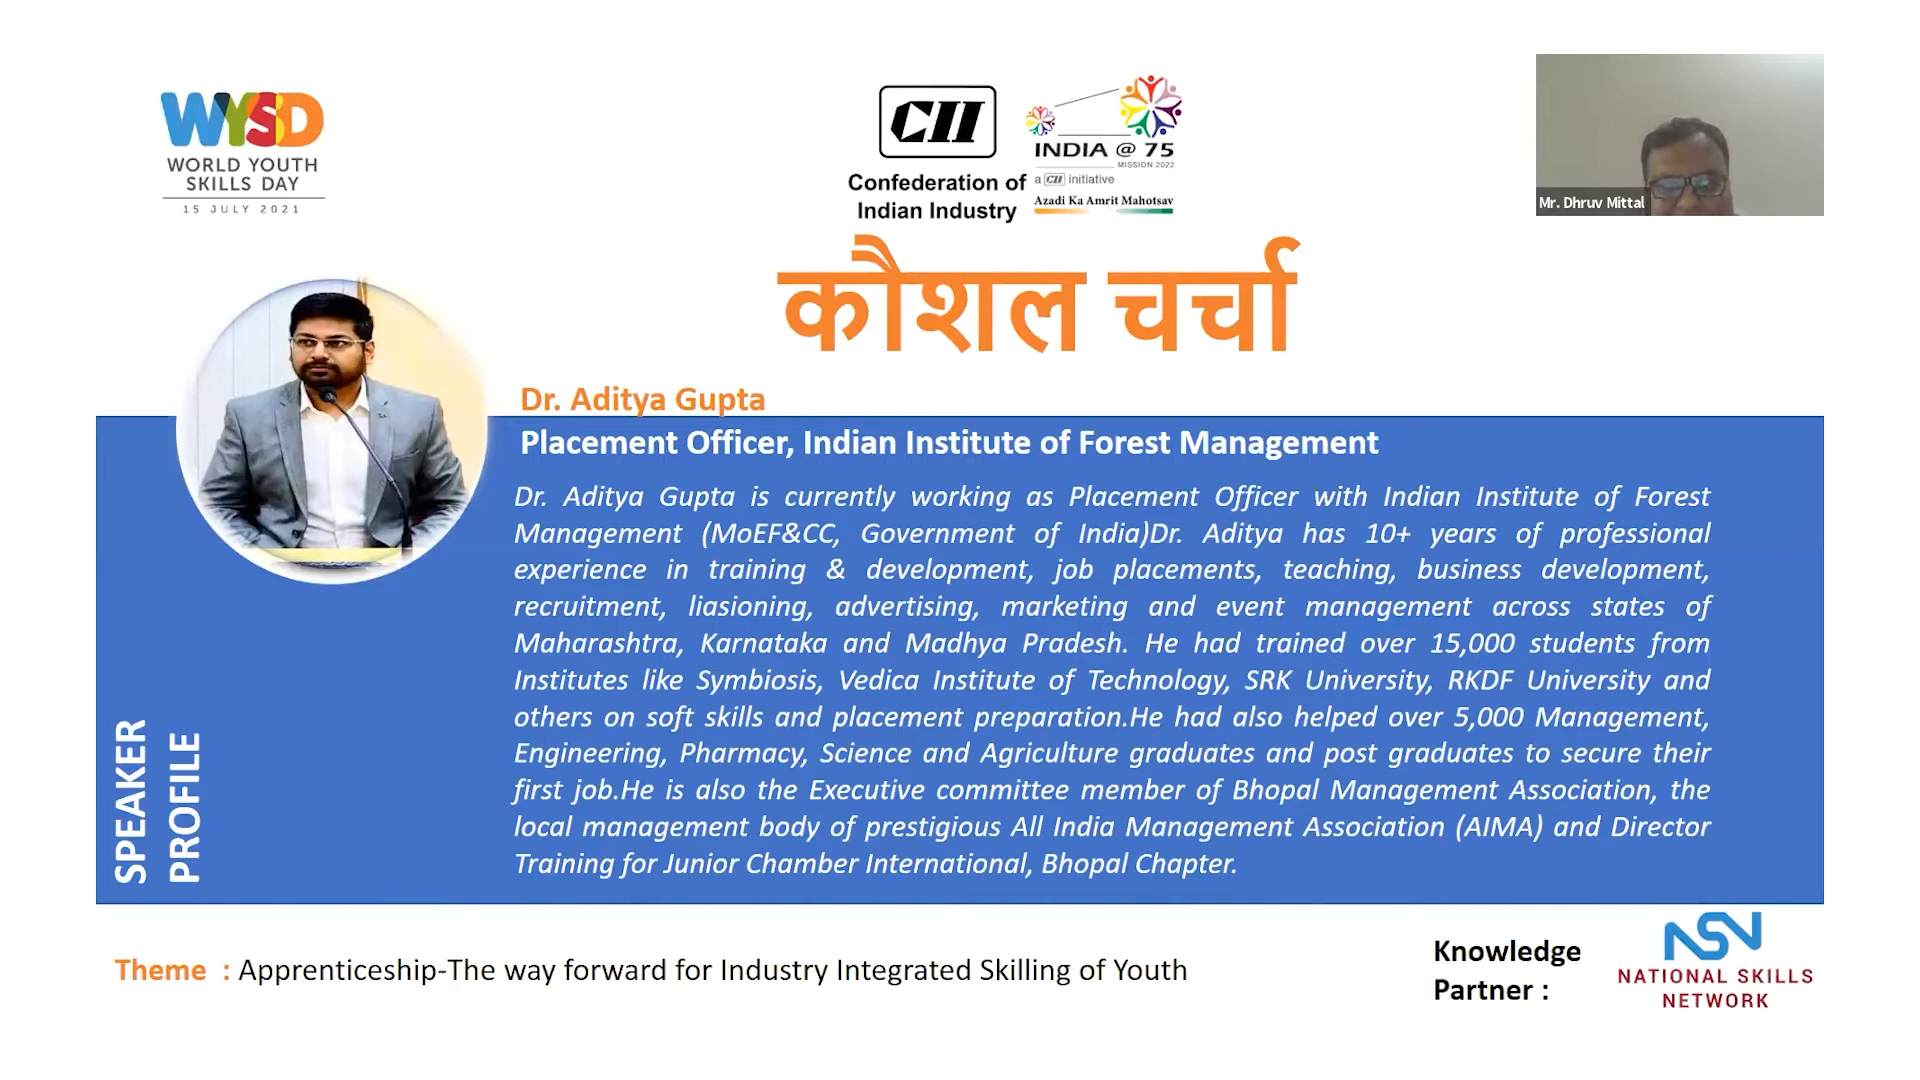 WYSD
WORLD YOUTH
SKILLS DAY
15 JULY 2021
CII
Confederation of
Indian Industry
INDIA @ 75
MISSION 2022
a CII initiative
Azadi Ka Amrit Mahotsav
Mr. Dhruv Mittal
कौशल चर्चा
Dr. Aditya Gupta
Placement Officer, Indian Institute of Forest Management
Dr. Aditya Gupta is currently working as Placement Officer with Indian Institute of Forest
Management (MoEF&CC, Government of India)Dr. Aditya has 10+ years of professional
experience in training & development, job placements, teaching, business development,
recruitment, liasioning, advertising, marketing and event management across states of
Maharashtra, Karnataka and Madhya Pradesh. He had trained over 15,000 students from
Institutes like Symbiosis, Vedica Institute of Technology, SRK University, RKDF University and
others on soft skills and placement preparation.He had also helped over 5,000 Management,
Engineering, Pharmacy, Science and Agriculture graduates and post graduates to secure their
first job.He is also the Executive committee member of Bhopal Management Association, the
local management body of prestigious All India Management Association (AIMA) and Director
Training for Junior Chamber International, Bhopal Chapter.
SPEAKER
PROFILE
Theme : Apprenticeship-The way forward for Industry Integrated Skilling of Youth
Knowledge
Partner :
NSN
NATIONAL SKILLS
NETWORK